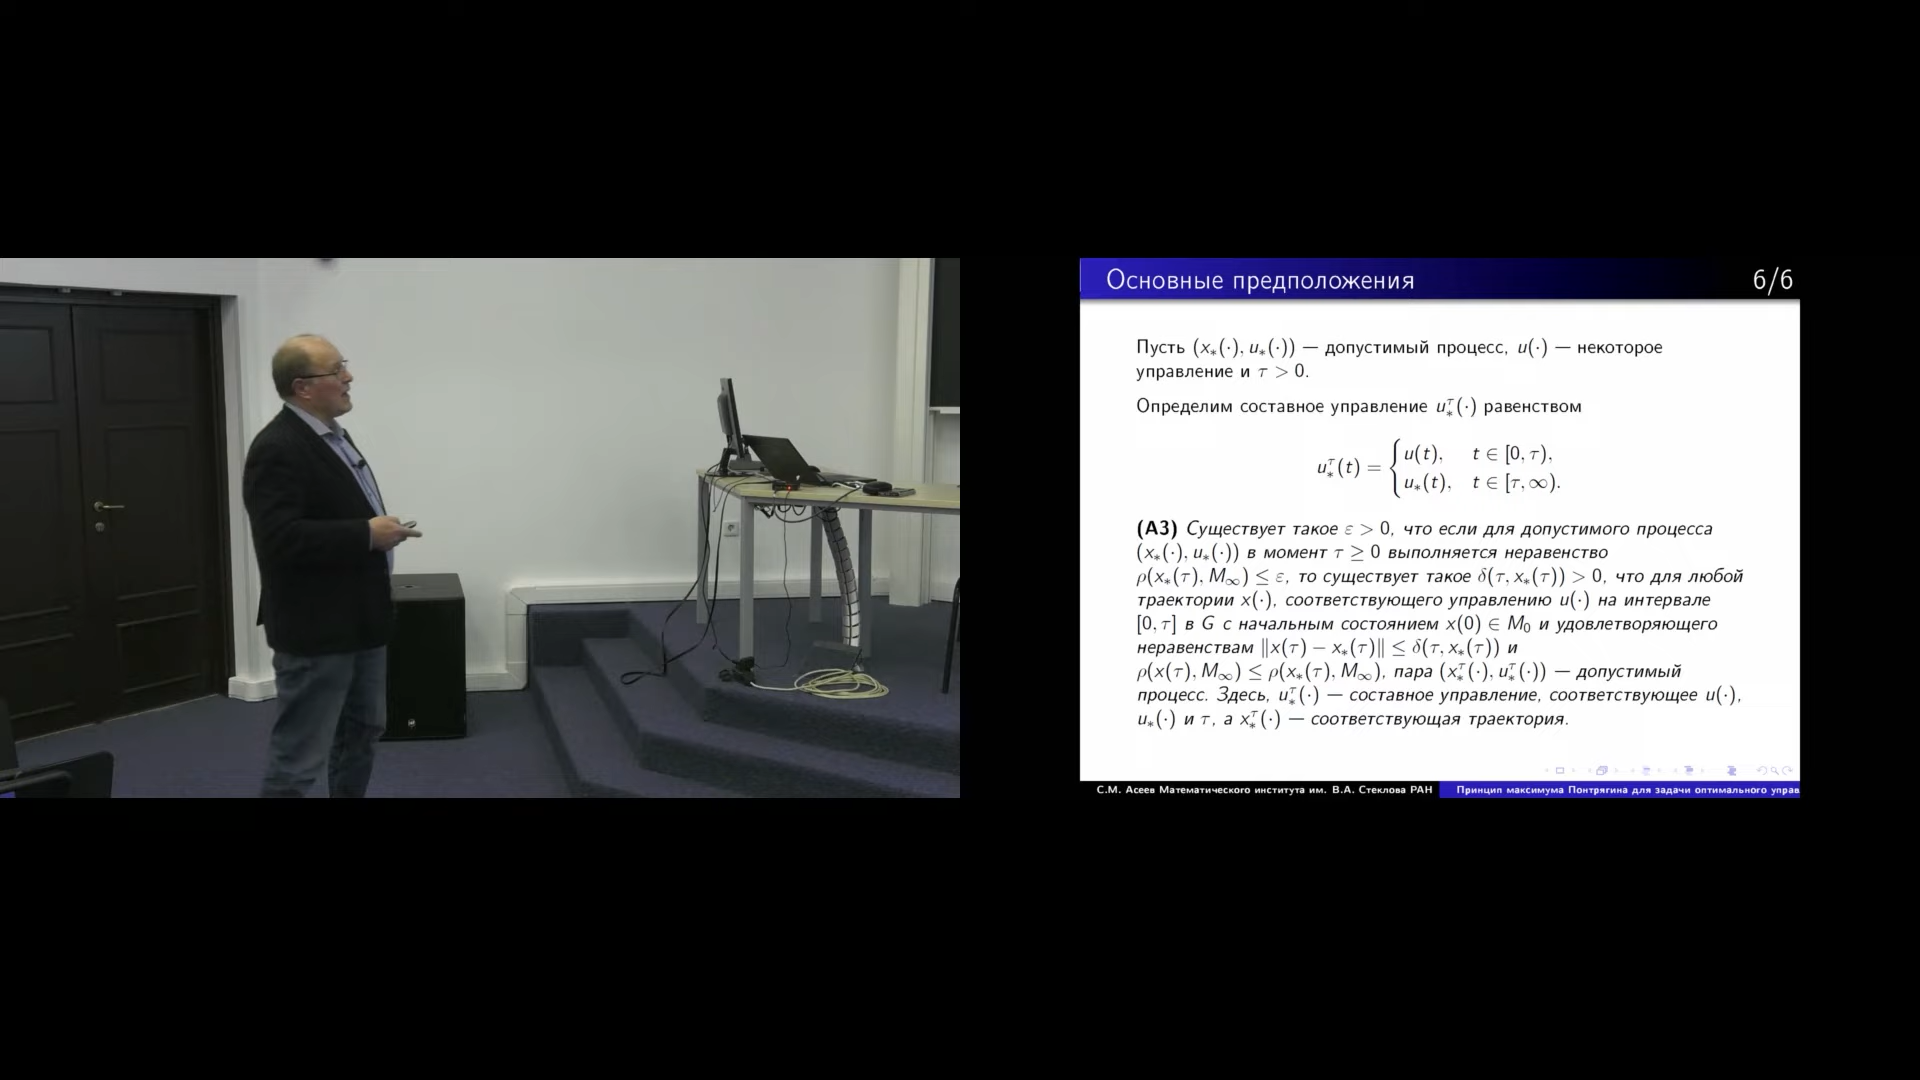 Основные предположения 6/6
Пусть (x∗(·), u∗(·)) — допустимый процесс, u(·) — некоторое
управление и τ > 0.
Определим составное управление u∗^τ(·) равенством
u∗^τ(t) = { u(t), t ∈ [0, τ),
u∗(t), t ∈ [τ, ∞).
(A3) Существует такое ε > 0, что если для допустимого процесса
(x∗(·), u∗(·)) в момент τ ≥ 0 выполняется неравенство
ρ(x∗(τ), M∞) ≤ ε, то существует такое δ(τ, x∗(τ)) > 0, что для любой
траектории x(·), соответствующего управлению u(·) на интервале
[0, τ] в G с начальным состоянием x(0) ∈ M₀ и удовлетворяющего
неравенствам ‖x(τ) − x∗(τ)‖ ≤ δ(τ, x∗(τ)) и
ρ(x(τ), M∞) ≤ ρ(x∗(τ), M∞), пара (x∗^τ(·), u∗^τ(·)) — допустимый
процесс. Здесь, u∗^τ(·) — составное управление, соответствующее u(·),
u∗(·) и τ, а x∗^τ(·) — соответствующая траектория.
С.М. Асеев Математического института им. В.А. Стеклова РАН Принцип максимума Понтрягина для задачи оптимального управ